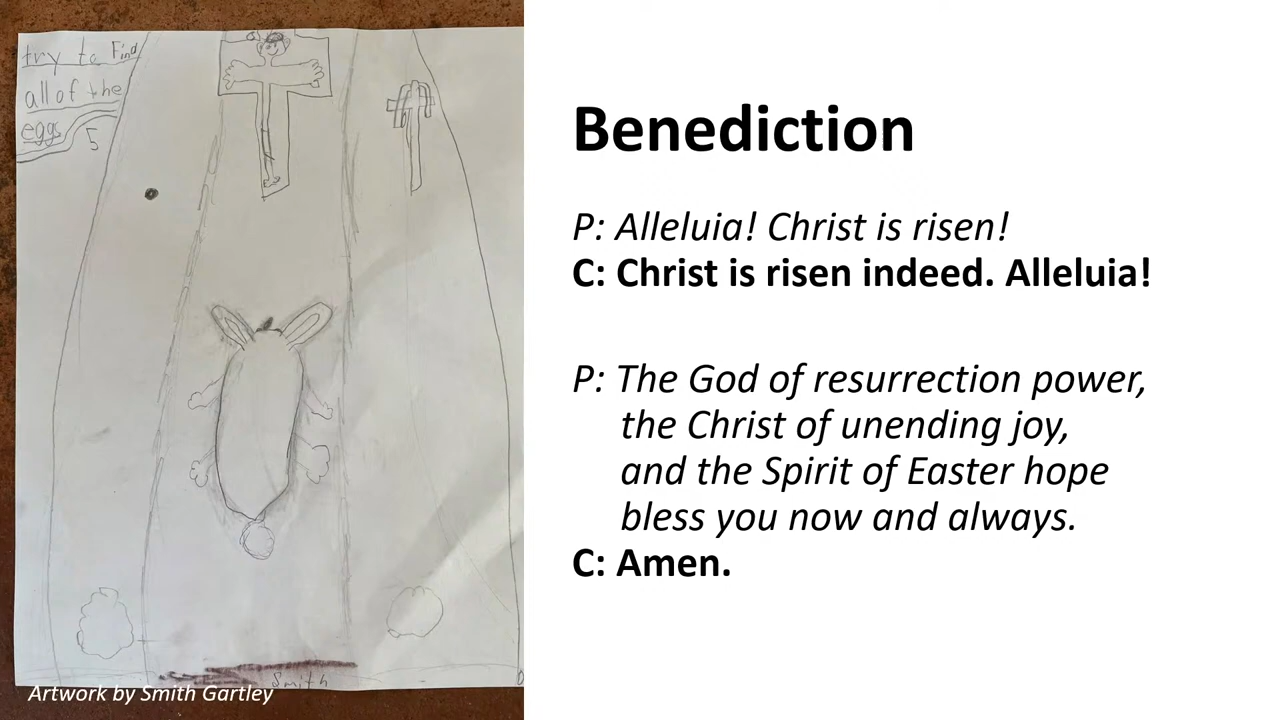 try to Find
all of the
eggs 5
Smith
Artwork by Smith Gartley
Benediction
P: Alleluia! Christ is risen!
C: Christ is risen indeed. Alleluia!
P: The God of resurrection power,
the Christ of unending joy,
and the Spirit of Easter hope
bless you now and always.
C: Amen.